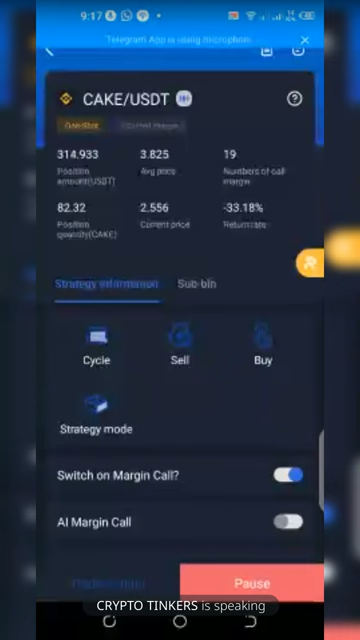 9:17
Telegram App is using microphone
CAKE/USDT
One-Shot
314.933
3.825
19
Position amount(USDT)
Avg price
Numbers of call margin
82.32
2.556
-33.18%
Position quantity(CAKE)
Current price
Return rate
Strategy information
Sub-bin
Cycle
Sell
Buy
Strategy mode
Switch on Margin Call?
AI Margin Call
Pause
CRYPTO TINKERS is speaking